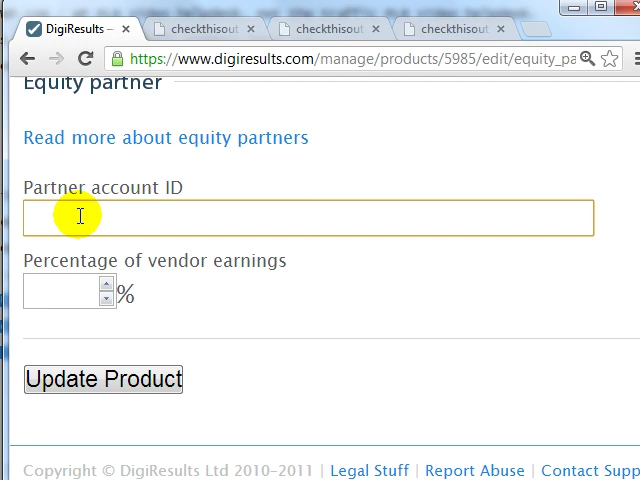 DigiResults – checkthisout checkthisout checkthisout
https://www.digiresults.com/manage/products/5985/edit/equity_pa
Equity partner
Read more about equity partners
Partner account ID
Percentage of vendor earnings
%
Update Product
Copyright © DigiResults Ltd 2010-2011 | Legal Stuff | Report Abuse | Contact Supp